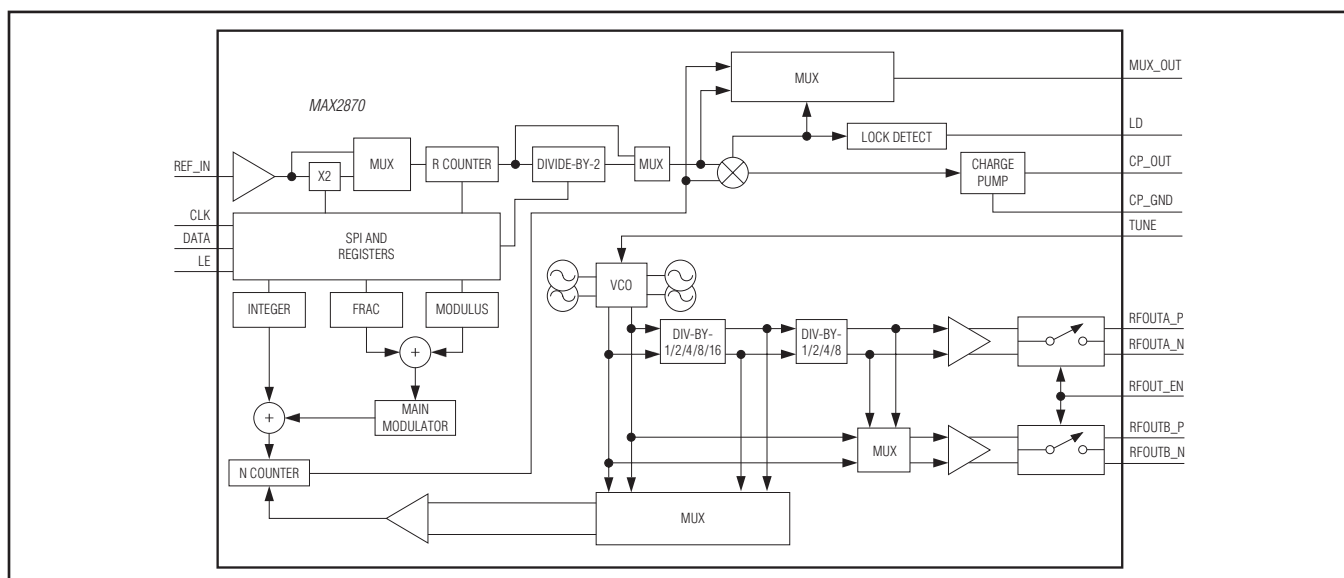 MUX_OUT
MUX
MAX2870
LD
LOCK DETECT
REF_IN
MUX
R COUNTER
DIVIDE-BY-2
MUX
X2
CHARGE
PUMP
CP_OUT
CP_GND
CLK
DATA
LE
SPI AND
REGISTERS
TUNE
VCO
INTEGER
FRAC
MODULUS
DIV-BY-
1/2/4/8/16
DIV-BY-
1/2/4/8
RFOUTA_P
RFOUTA_N
+
RFOUT_EN
+
MAIN
MODULATOR
RFOUTB_P
MUX
RFOUTB_N
N COUNTER
MUX